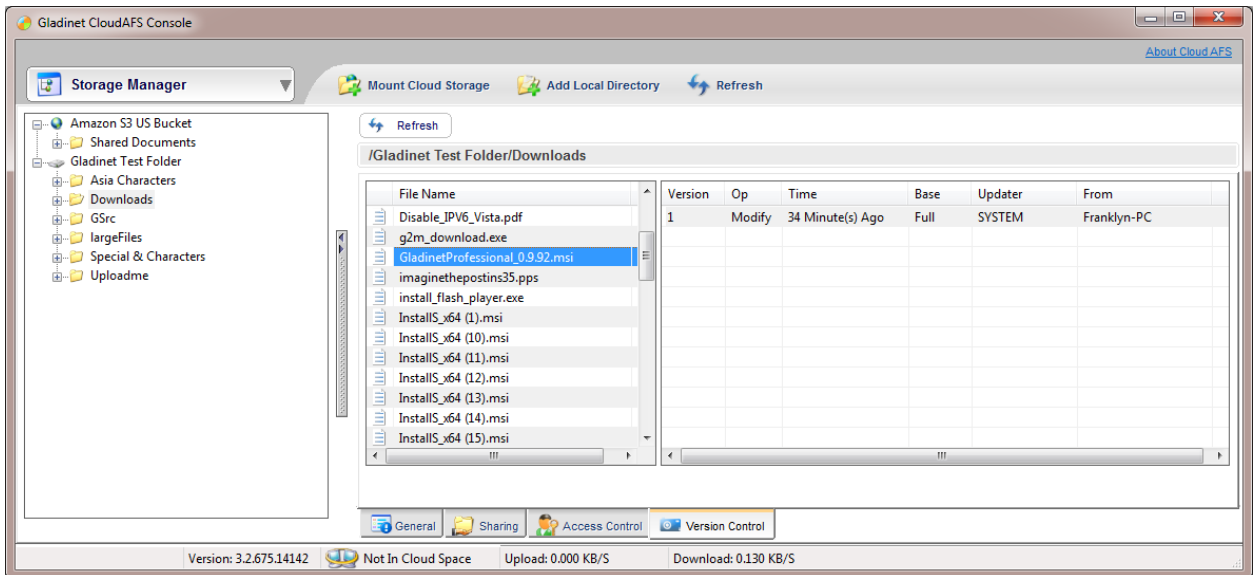 Gladinet CloudAFS Console
About Cloud AFS
Storage Manager
Mount Cloud Storage
Add Local Directory
Refresh
Amazon S3 US Bucket
Shared Documents
Gladinet Test Folder
Asia Characters
Downloads
GSrc
largeFiles
Special & Characters
Uploadme
Refresh
/Gladinet Test Folder/Downloads
File Name
Disable_IPV6_Vista.pdf
g2m_download.exe
GladinetProfessional_0.9.92.msi
imaginethepostins35.pps
install_flash_player.exe
InstallS_x64 (1).msi
InstallS_x64 (10).msi
InstallS_x64 (11).msi
InstallS_x64 (12).msi
InstallS_x64 (13).msi
InstallS_x64 (14).msi
InstallS_x64 (15).msi
Version Op Time Base Updater From
1 Modify 34 Minute(s) Ago Full SYSTEM Franklyn-PC
General Sharing Access Control Version Control
Version: 3.2.675.14142 Not In Cloud Space Upload: 0.000 KB/S Download: 0.130 KB/S